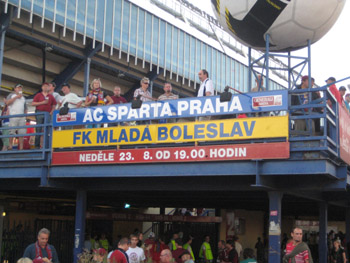 AC SPARTA PRAHA
FK MLADÁ BOLESLAV
NEDĚLE 23. 8. OD 19.00 HODIN